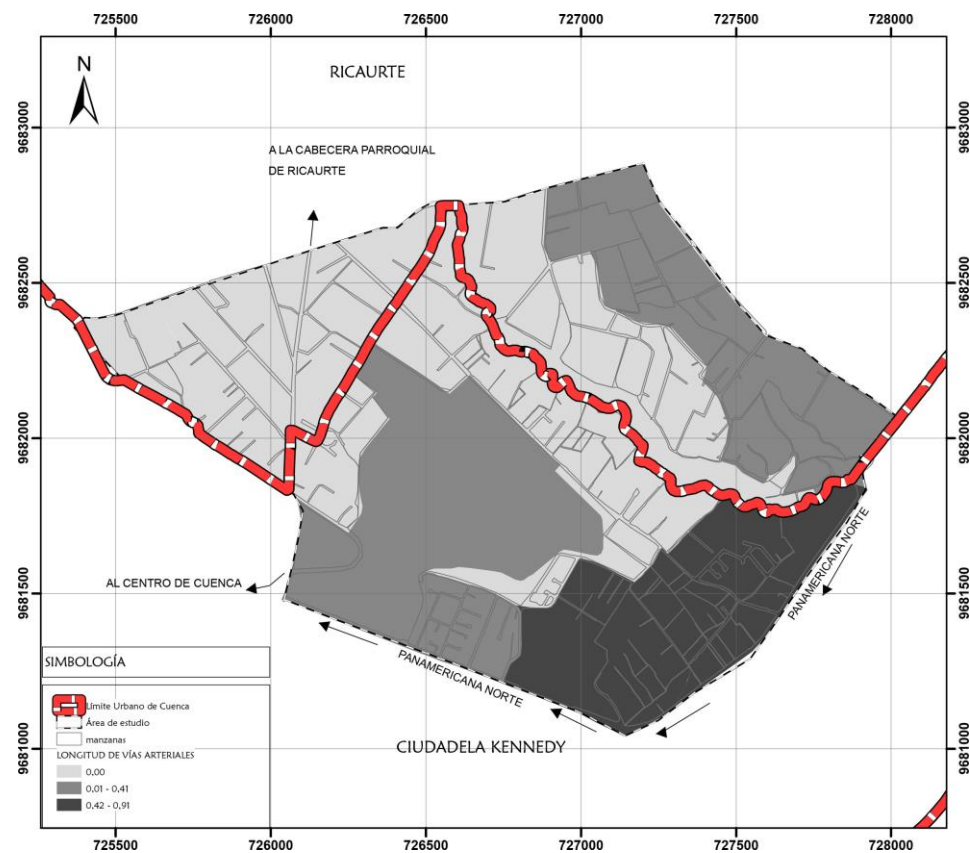 725500 726000 726500 727000 727500 728000
RICAURTE
N
9683000 9683000
A LA CABECERA PARROQUIAL
DE RICAURTE
9682500 9682500
9682000 9682000
AL CENTRO DE CUENCA
9681500 9681500
PANAMERICANA NORTE
PANAMERICANA NORTE
CIUDADELA KENNEDY
9681000 9681000
SIMBOLOGÍA
Límite Urbano de Cuenca
Área de estudio
manzanas
LONGITUD DE VÍAS ARTERIALES
0,00
0,01 - 0,41
0,42 - 0,91
725500 726000 726500 727000 727500 728000